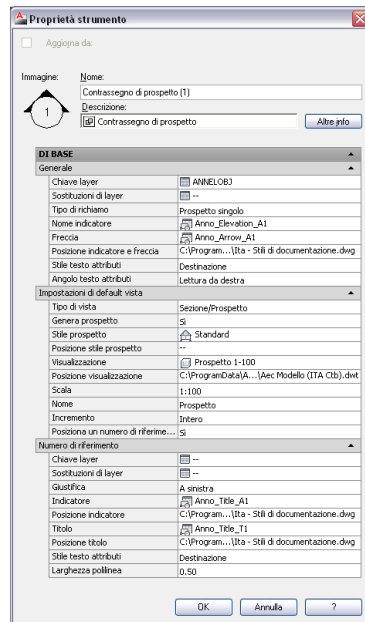 Proprietà strumento
Aggiorna da:
Immagine:
Nome:
Contrassegno di prospetto (1)
1
Descrizione:
Contrassegno di prospetto
Altre info
DI BASE
Generale
Chiave layer ANNELOBJ
Sostituzioni di layer --
Tipo di richiamo Prospetto singolo
Nome indicatore Anno_Elevation_A1
Freccia Anno_Arrow_A1
Posizione indicatore e freccia C:\Program...\Ita - Stili di documentazione.dwg
Stile testo attributi Destinazione
Angolo testo attributi Lettura da destra
Impostazioni di default vista
Tipo di vista Sezione/Prospetto
Genera prospetto Sì
Stile prospetto Standard
Posizione stile prospetto --
Visualizzazione Prospetto 1-100
Posizione visualizzazione C:\ProgramData\A...\Aec Modello (ITA Ctb).dwt
Scala 1:100
Nome Prospetto
Incremento Intero
Posiziona un numero di riferime... Sì
Numero di riferimento
Chiave layer --
Sostituzioni di layer --
Giustifica A sinistra
Indicatore Anno_Title_A1
Posizione indicatore C:\Program...\Ita - Stili di documentazione.dwg
Titolo Anno_Title_T1
Posizione titolo C:\Program...\Ita - Stili di documentazione.dwg
Stile testo attributi Destinazione
Larghezza polilinea 0.50
OK Annulla ?